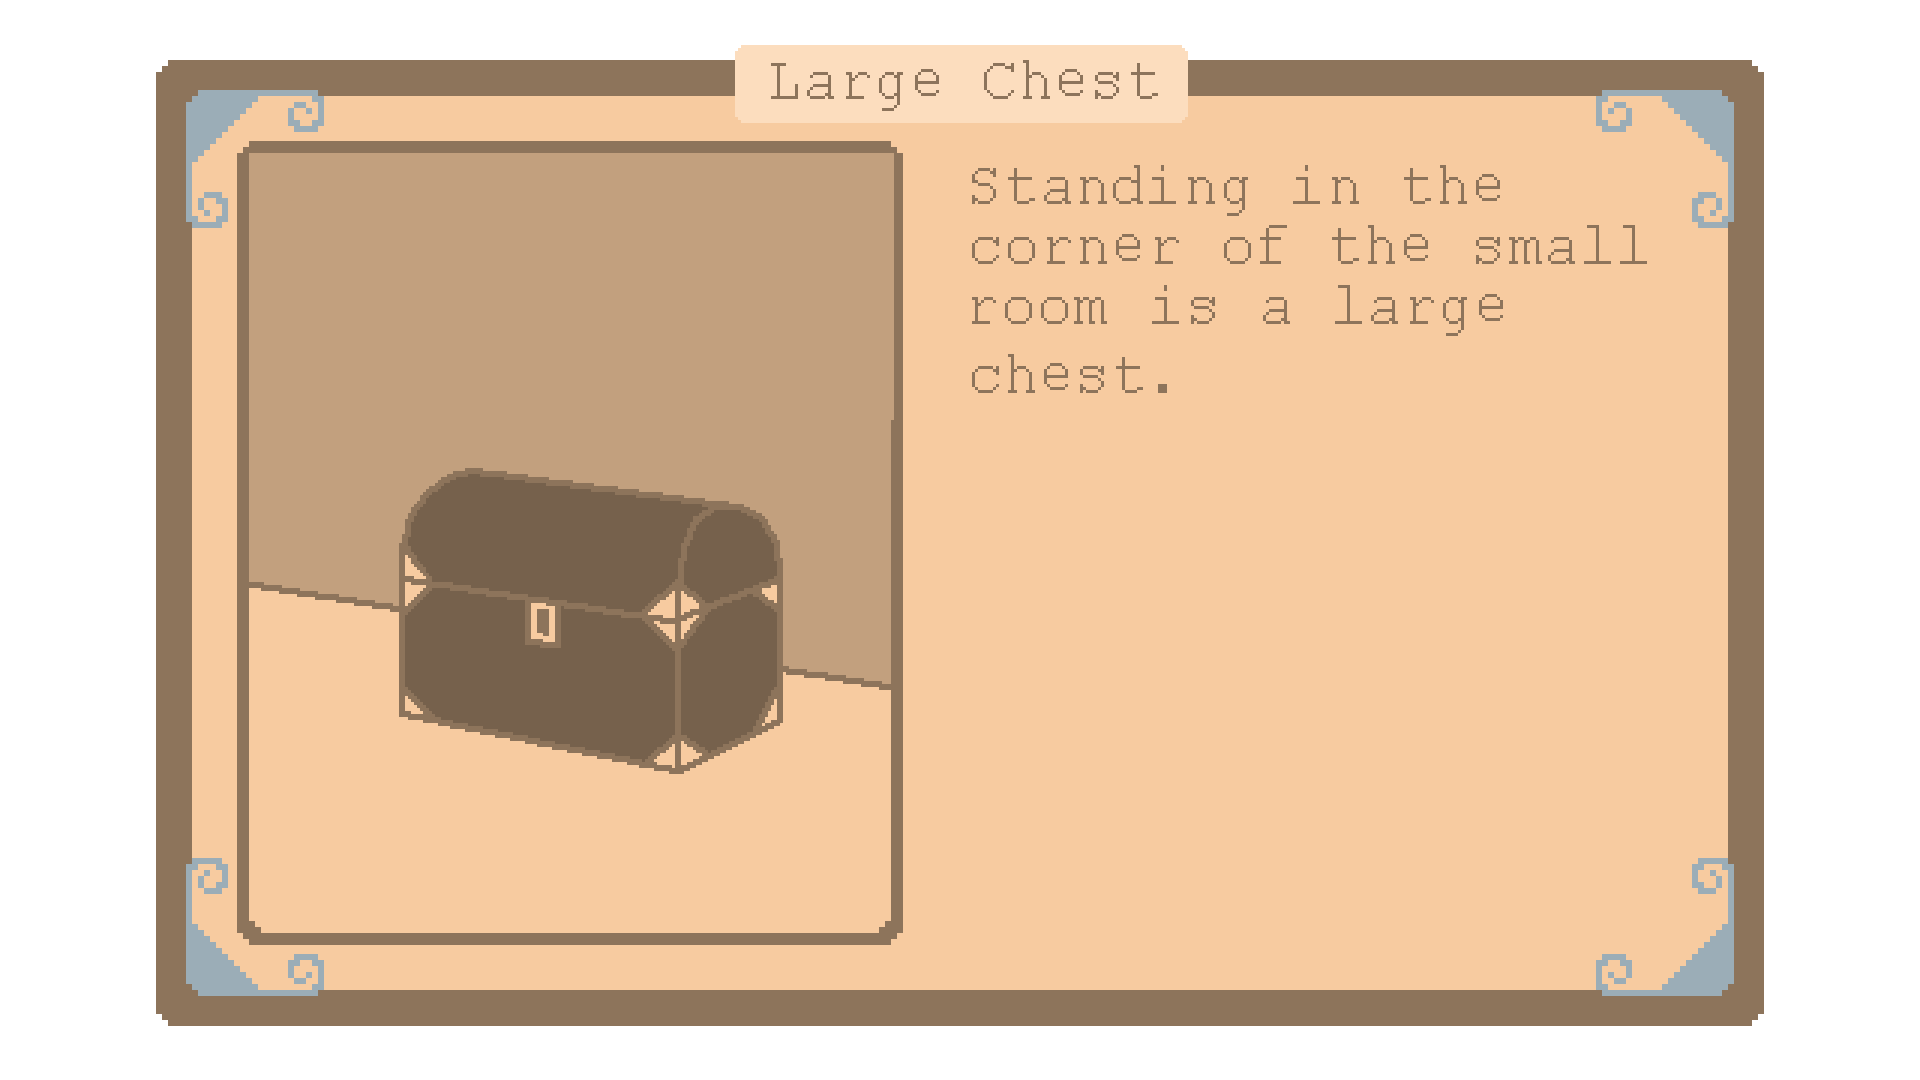 Large Chest
Standing in the
corner of the small
room is a large
chest.